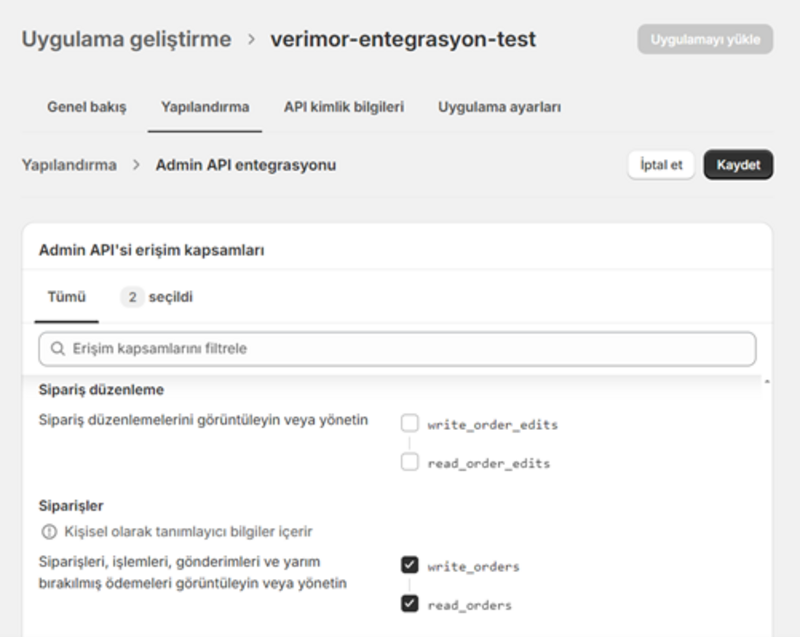 Uygulama geliştirme > verimor-entegrasyon-test
Uygulamayı yükle
Genel bakış Yapılandırma API kimlik bilgileri Uygulama ayarları
Yapılandırma > Admin API entegrasyonu
İptal et Kaydet
Admin API'si erişim kapsamları
Tümü 2 seçildi
Erişim kapsamlarını filtrele
Sipariş düzenleme
Sipariş düzenlemelerini görüntüleyin veya yönetin
write_order_edits
read_order_edits
Siparişler
Kişisel olarak tanımlayıcı bilgiler içerir
Siparişleri, işlemleri, gönderimleri ve yarım
bırakılmış ödemeleri görüntüleyin veya yönetin
write_orders
read_orders